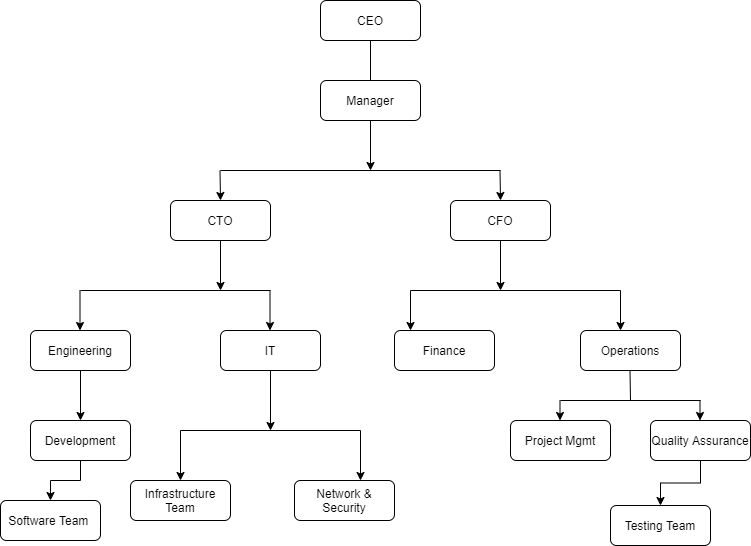 CEO
Manager
CTO
CFO
Engineering
IT
Finance
Operations
Development
Project Mgmt
Quality Assurance
Infrastructure
Team
Network &
Security
Software Team
Testing Team